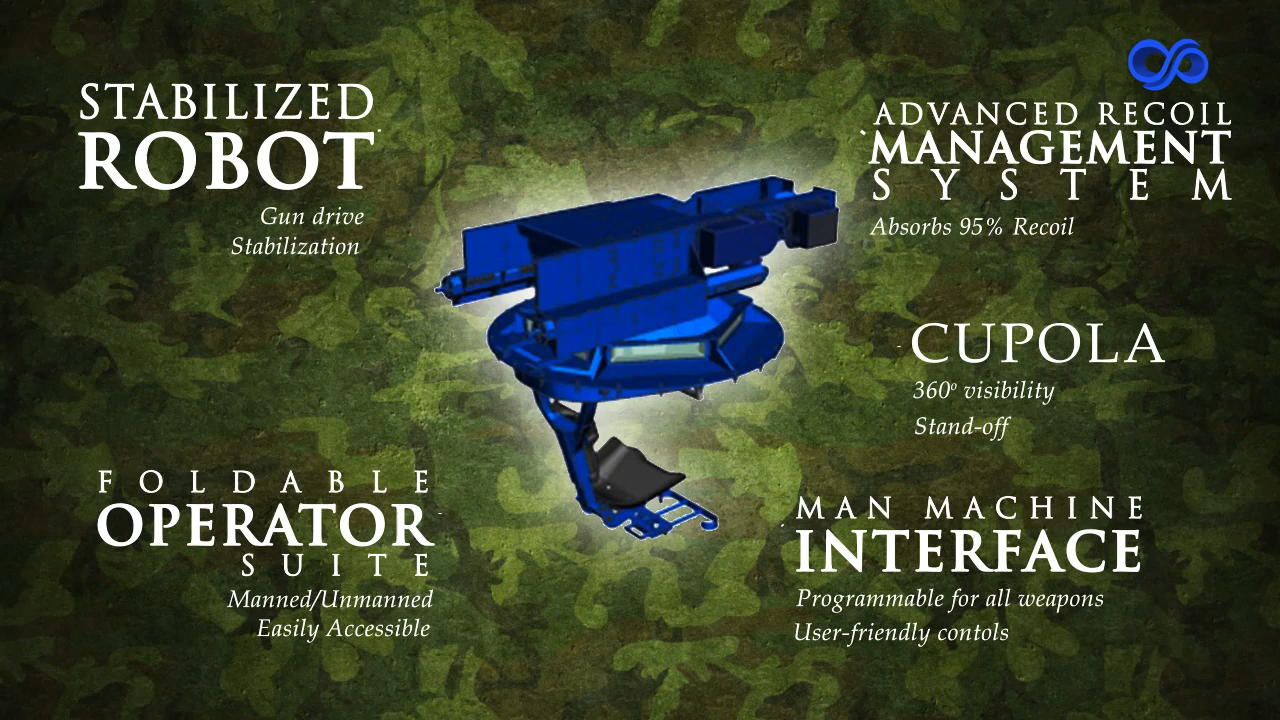 STABILIZED
ROBOT
Gun drive
Stabilization
ADVANCED RECOIL
MANAGEMENT
SYSTEM
Absorbs 95% Recoil
CUPOLA
360º visibility
Stand-off
FOLDABLE
OPERATOR
SUITE
Manned/Unmanned
Easily Accessible
MAN MACHINE
INTERFACE
Programmable for all weapons
User-friendly contols